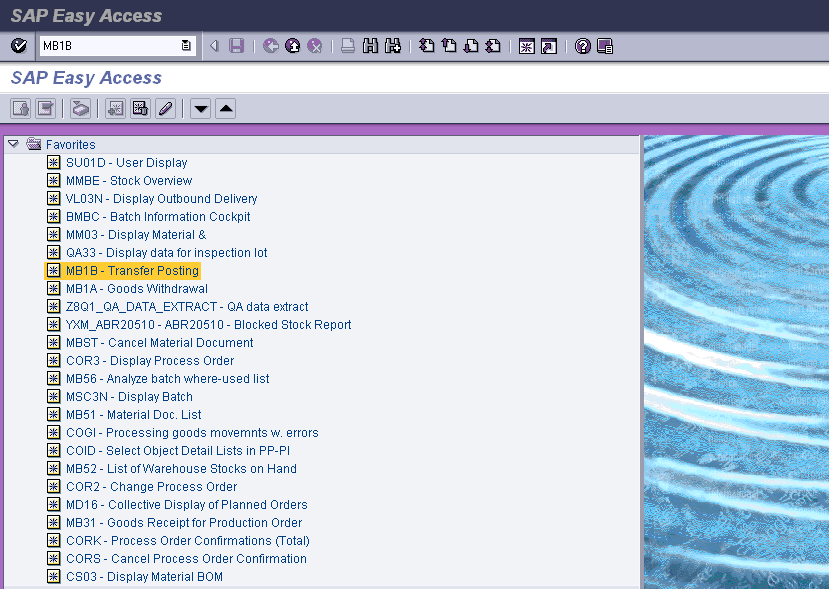 SAP Easy Access
MB1B
SAP Easy Access
Favorites
SU01D - User Display
MMBE - Stock Overview
VL03N - Display Outbound Delivery
BMBC - Batch Information Cockpit
MM03 - Display Material &
QA33 - Display data for inspection lot
MB1B - Transfer Posting
MB1A - Goods Withdrawal
Z8Q1_QA_DATA_EXTRACT - QA data extract
YXM_ABR20510 - ABR20510 - Blocked Stock Report
MBST - Cancel Material Document
COR3 - Display Process Order
MB56 - Analyze batch where-used list
MSC3N - Display Batch
MB51 - Material Doc. List
COGI - Processing goods movemnts w. errors
COID - Select Object Detail Lists in PP-PI
MB52 - List of Warehouse Stocks on Hand
COR2 - Change Process Order
MD16 - Collective Display of Planned Orders
MB31 - Goods Receipt for Production Order
CORK - Process Order Confirmations (Total)
CORS - Cancel Process Order Confirmation
CS03 - Display Material BOM